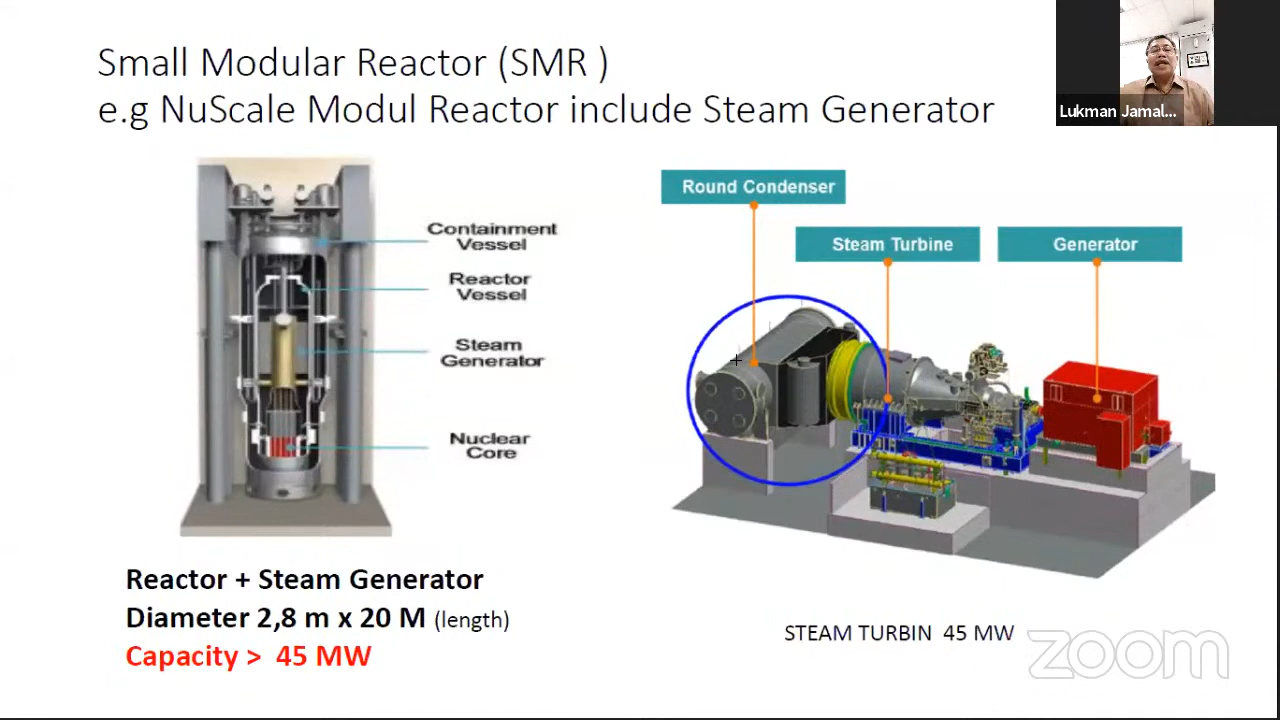 Small Modular Reactor (SMR )
e.g NuScale Modul Reactor include Steam Generator
Lukman Jamal...
Containment
Vessel
Reactor
Vessel
Steam
Generator
Nuclear
Core
Round Condenser
Steam Turbine
Generator
Reactor + Steam Generator
Diameter 2,8 m x 20 M (length)
Capacity > 45 MW
STEAM TURBIN 45 MW
zoom